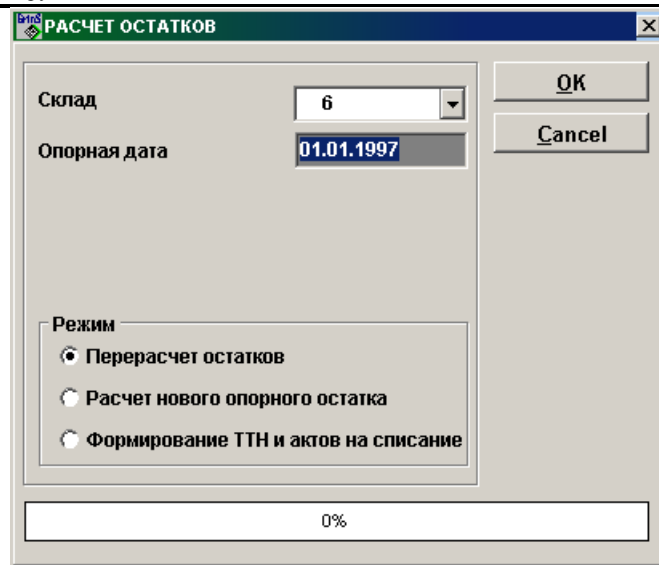 РАСЧЕТ ОСТАТКОВ
Склад 6
OK
Опорная дата 01.01.1997
Cancel
Режим
Перерасчет остатков
Расчет нового опорного остатка
Формирование ТТН и актов на списание
0%